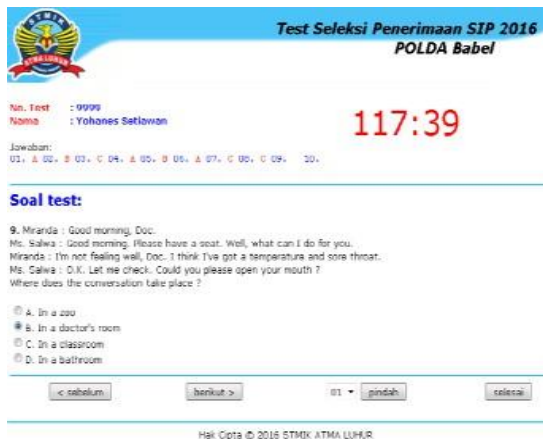 STMIK
ATMA LUHUR
Test Seleksi Penerimaan SIP 2016
POLDA Babel
No. Test : 9999
Nama : Yohanes Setiawan
117:39
Jawaban:
01. A 02. B 03. C 04. A 05. B 06. A 07. C 08. C 09. 10.
Soal test:
9. Miranda : Good morning, Doc.
Ms. Salwa : Good morning. Please have a seat. Well, what can I do for you.
Miranda : I'm not feeling well, Doc. I think I've got a temperature and sore throat.
Ms. Salwa : O.K. Let me check. Could you please open your mouth ?
Where does the conversation take place ?
A. In a zoo
B. In a doctor's room
C. In a classroom
D. In a bathroom
< sebelum berikut > 01 pindah selesai
Hak Cipta © 2016 STMIK ATMA LUHUR